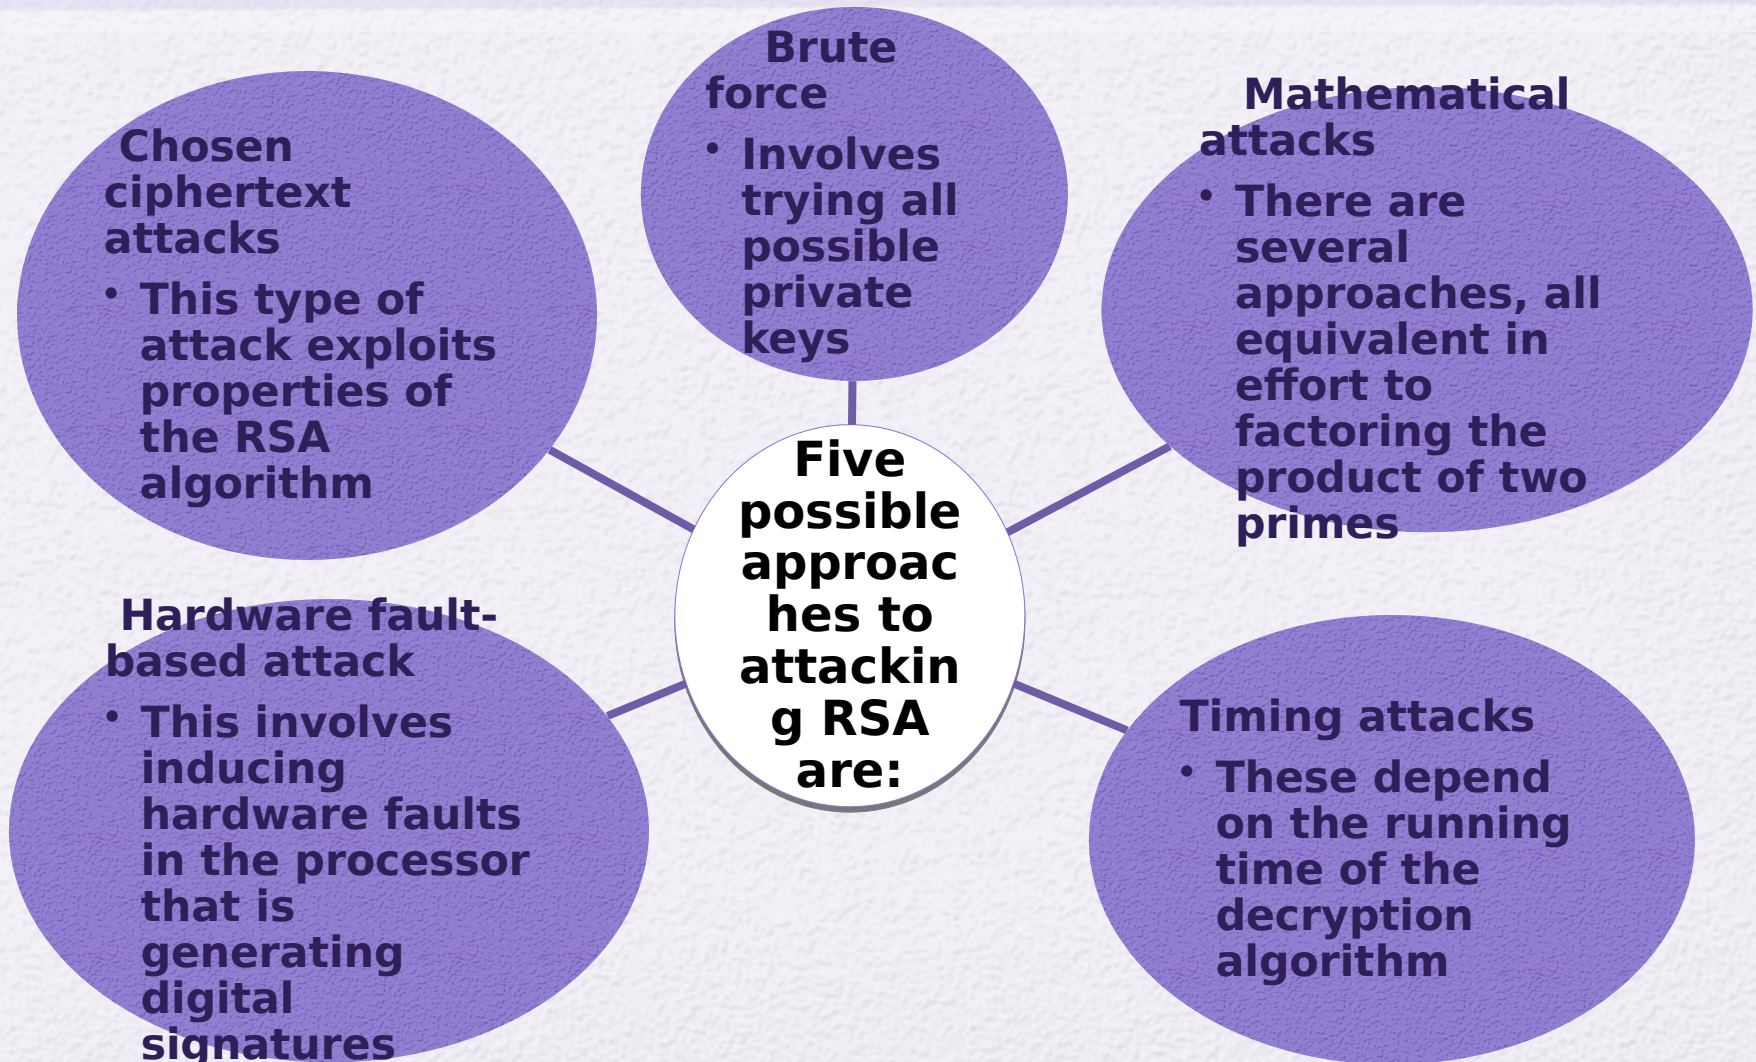 Brute
force
• Involves
trying all
possible
private
keys
Mathematical
attacks
• There are
several
approaches, all
equivalent in
effort to
factoring the
product of two
primes
Timing attacks
• These depend
on the running
time of the
decryption
algorithm
Hardware fault-
based attack
• This involves
inducing
hardware faults
in the processor
that is
generating
digital
signatures
Chosen
ciphertext
attacks
• This type of
attack exploits
properties of
the RSA
algorithm
Five
possible
approac
hes to
attackin
g RSA
are: